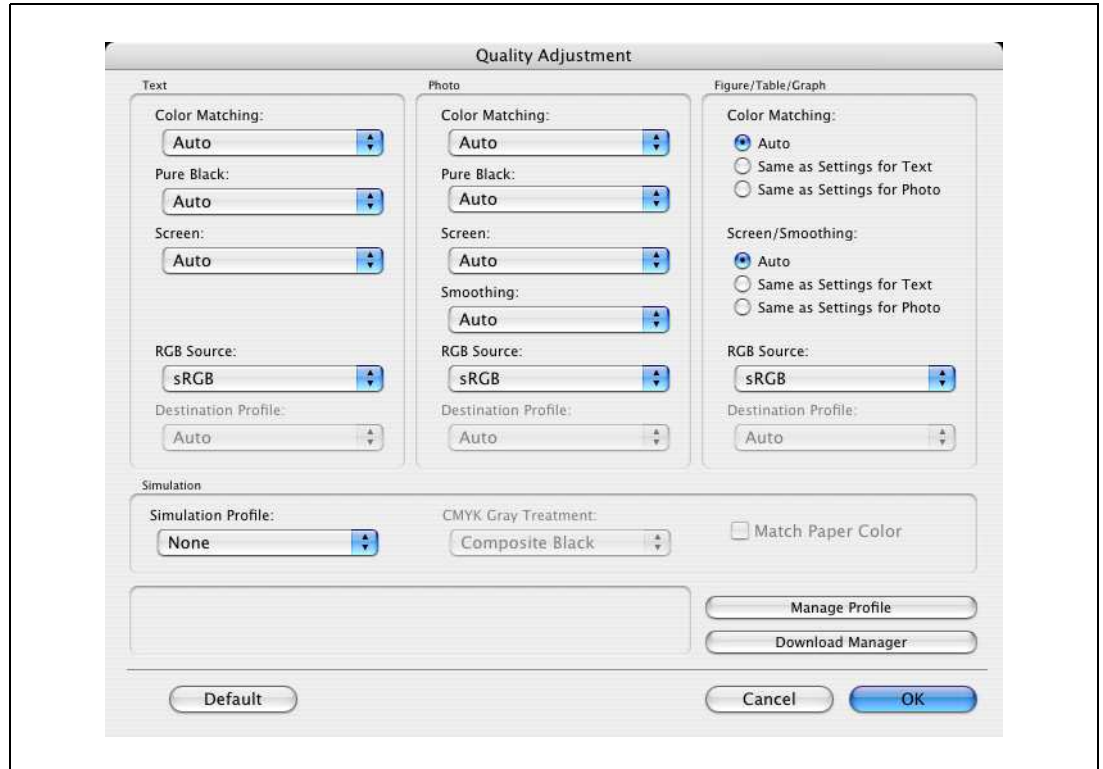 Quality Adjustment
Text
Color Matching:
Auto
Pure Black:
Auto
Screen:
Auto
RGB Source:
sRGB
Destination Profile:
Auto
Photo
Color Matching:
Auto
Pure Black:
Auto
Screen:
Auto
Smoothing:
Auto
RGB Source:
sRGB
Destination Profile:
Auto
Figure/Table/Graph
Color Matching:
Auto
Same as Settings for Text
Same as Settings for Photo
Screen/Smoothing:
Auto
Same as Settings for Text
Same as Settings for Photo
RGB Source:
sRGB
Destination Profile:
Auto
Simulation
Simulation Profile:
None
CMYK Gray Treatment:
Composite Black
Match Paper Color
Manage Profile
Download Manager
Default
Cancel
OK